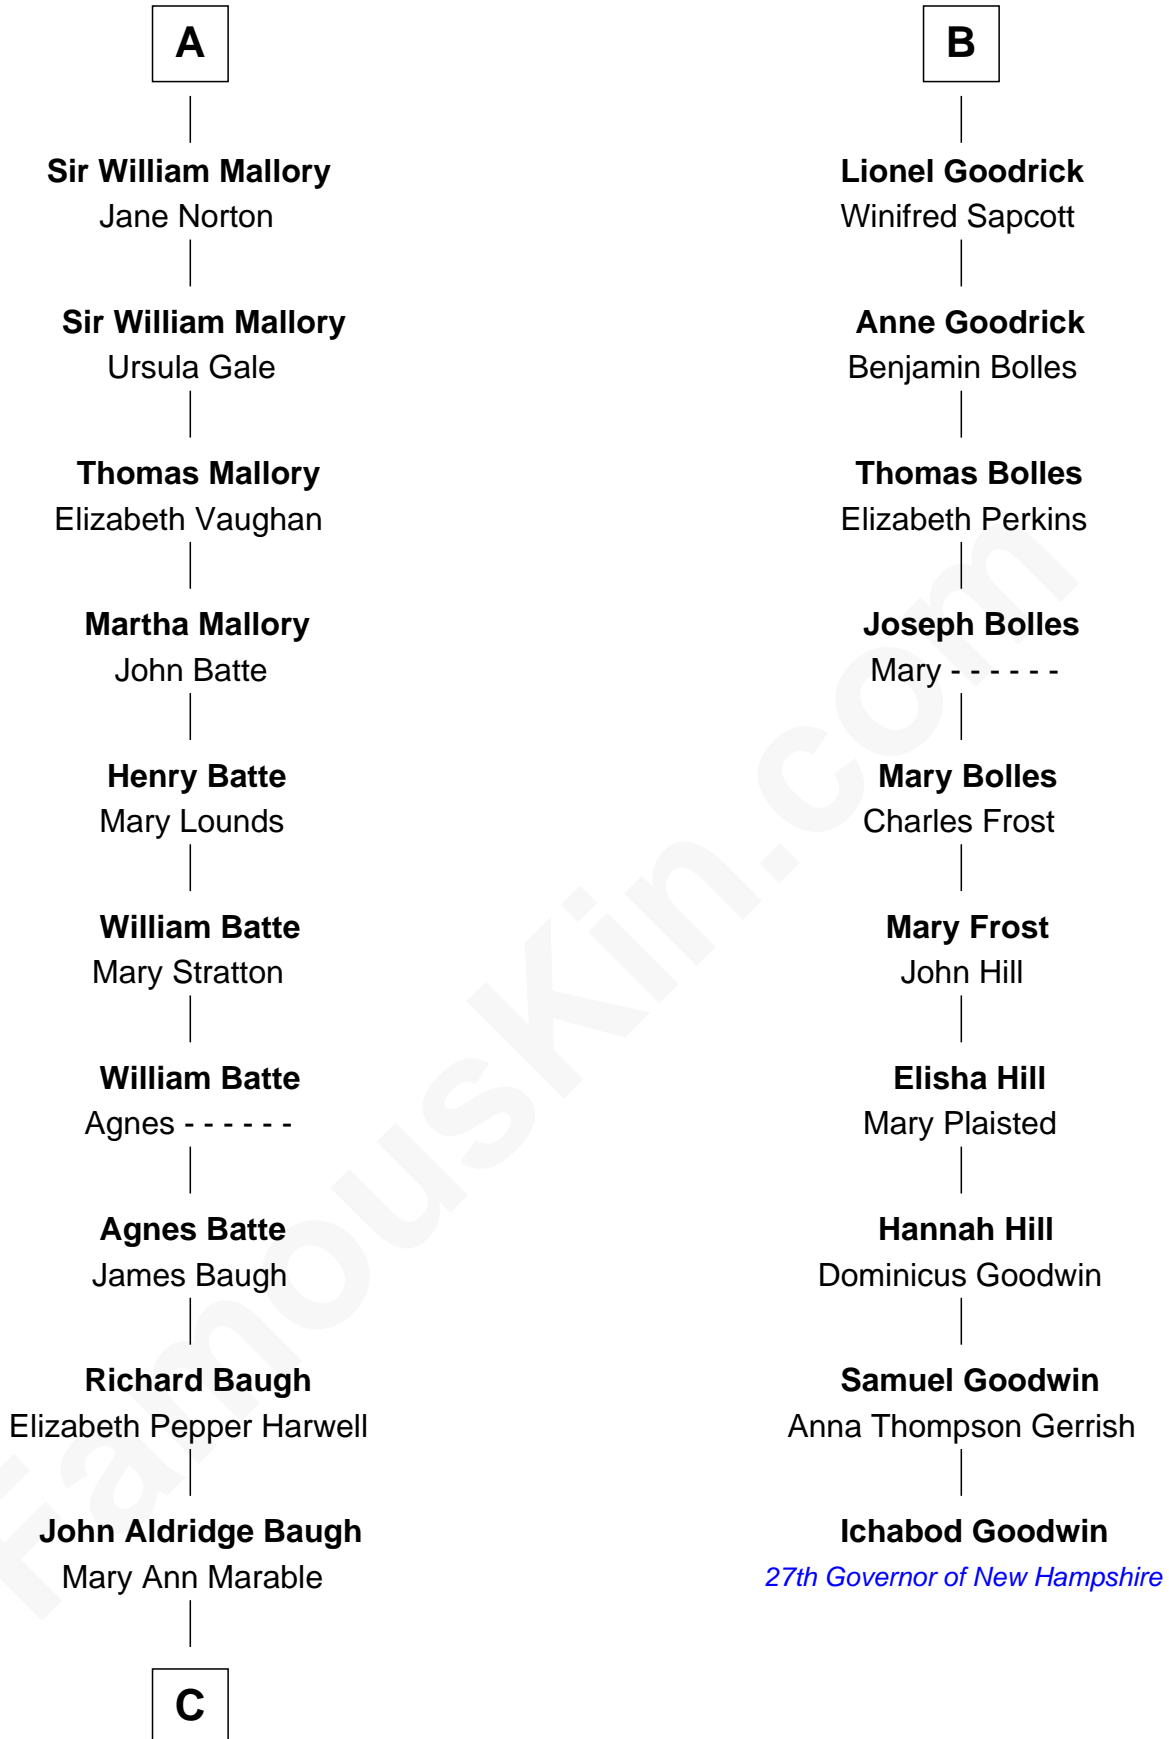 A
Sir William Mallory
Jane Norton
Sir William Mallory
Ursula Gale
Thomas Mallory
Elizabeth Vaughan
Martha Mallory
John Batte
Henry Batte
Mary Lounds
William Batte
Mary Stratton
William Batte
Agnes - - - - - -
Agnes Batte
James Baugh
Richard Baugh
Elizabeth Pepper Harwell
John Aldridge Baugh
Mary Ann Marable
C
B
Lionel Goodrick
Winifred Sapcott
Anne Goodrick
Benjamin Bolles
Thomas Bolles
Elizabeth Perkins
Joseph Bolles
Mary - - - - - -
Mary Bolles
Charles Frost
Mary Frost
John Hill
Elisha Hill
Mary Plaisted
Hannah Hill
Dominicus Goodwin
Samuel Goodwin
Anna Thompson Gerrish
Ichabod Goodwin
27th Governor of New Hampshire
FamousKin.com